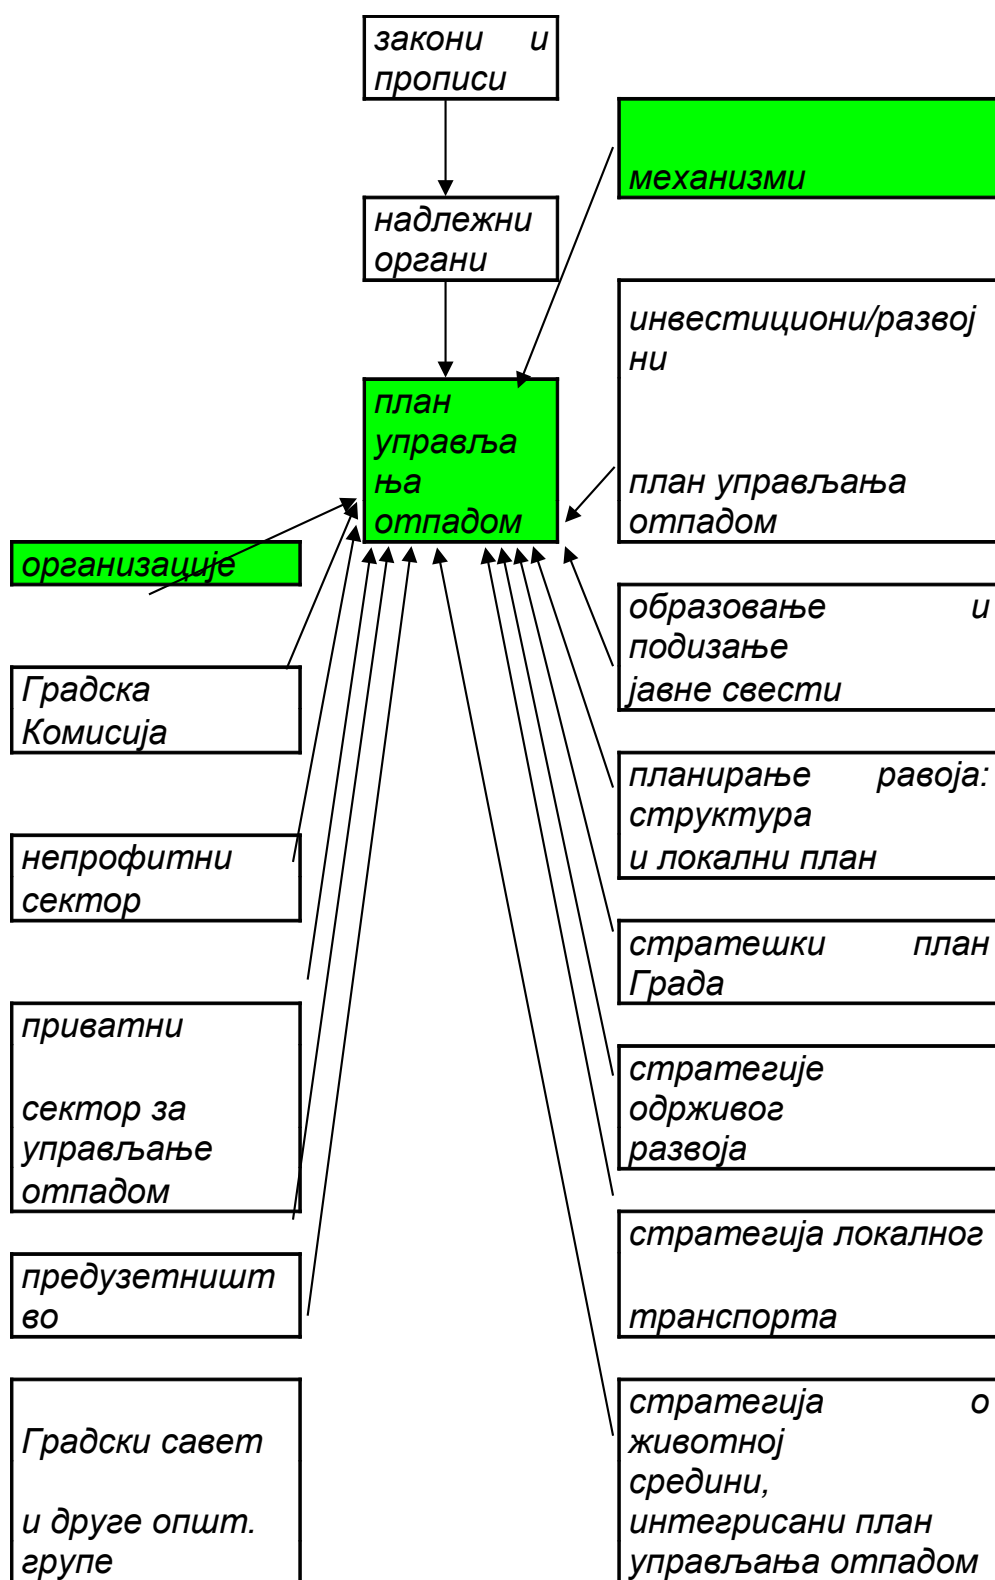 закони и
прописи
механизми
надлежни
органи
инвестициони/развој
ни
план управљања
отпадом
план
управља
ња
отпадом
организације
образовање и
подизање
јавне свести
Градска
Комисија
планирање равоја:
структура
и локални план
непрофитни
сектор
стратешки план
Града
приватни
сектор за
управљање
отпадом
стратегије
одрживог
развоја
стратегија локалног
транспорта
предузетништ
во
Градски савет
и друге општ.
групе
стратегија о
животној
средини,
интегрисани план
управљања отпадом